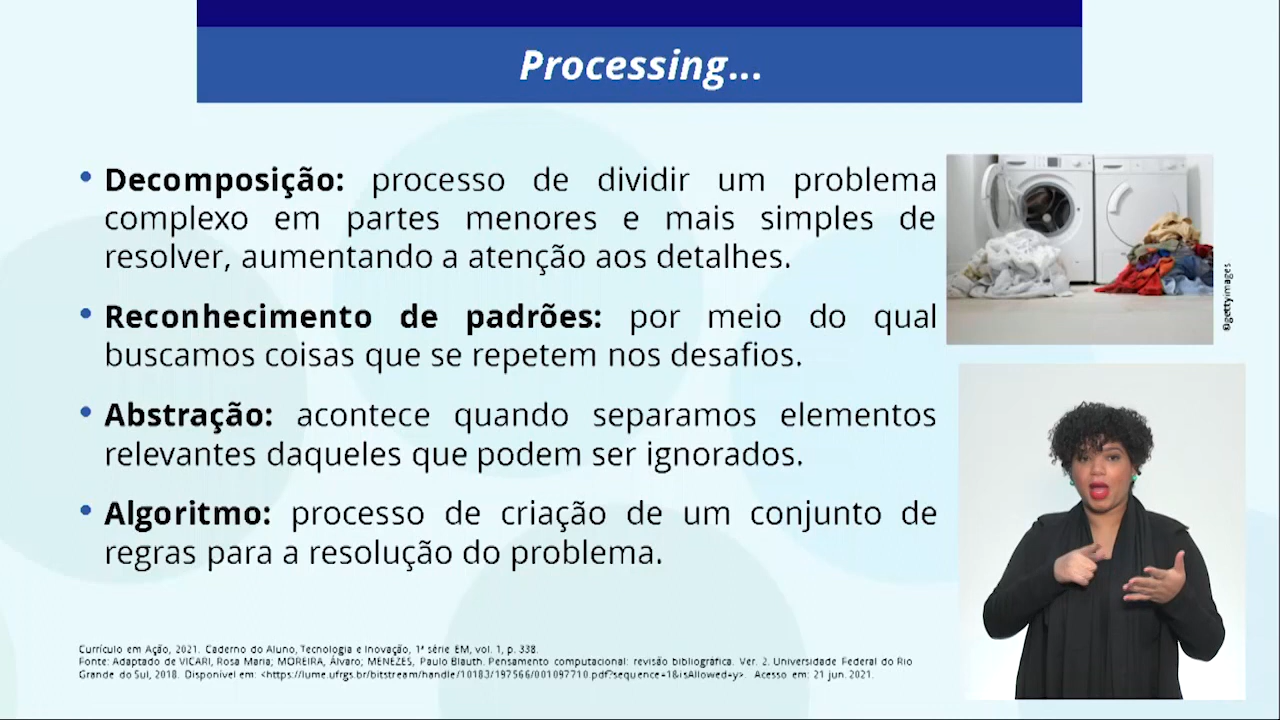 Processing...
• Decomposição: processo de dividir um problema
complexo em partes menores e mais simples de
resolver, aumentando a atenção aos detalhes.
• Reconhecimento de padrões: por meio do qual
buscamos coisas que se repetem nos desafios.
• Abstração: acontece quando separamos elementos
relevantes daqueles que podem ser ignorados.
• Algoritmo: processo de criação de um conjunto de
regras para a resolução do problema.
©gettyimages
Currículo em Ação, 2021. Caderno do Aluno, Tecnologia e Inovação, 1ª série EM, vol. 1, p. 338.
Fonte: Adaptado de VICARI, Rosa Maria; MOREIRA, Álvaro; MENEZES, Paulo Blauth. Pensamento computacional: revisão bibliográfica. Ver. 2. Universidade Federal do Rio
Grande do Sul, 2018. Disponível em: <https://lume.ufrgs.br/bitstream/handle/10183/197566/001097710.pdf?sequence=1&isAllowed=y>. Acesso em: 21 jun. 2021.